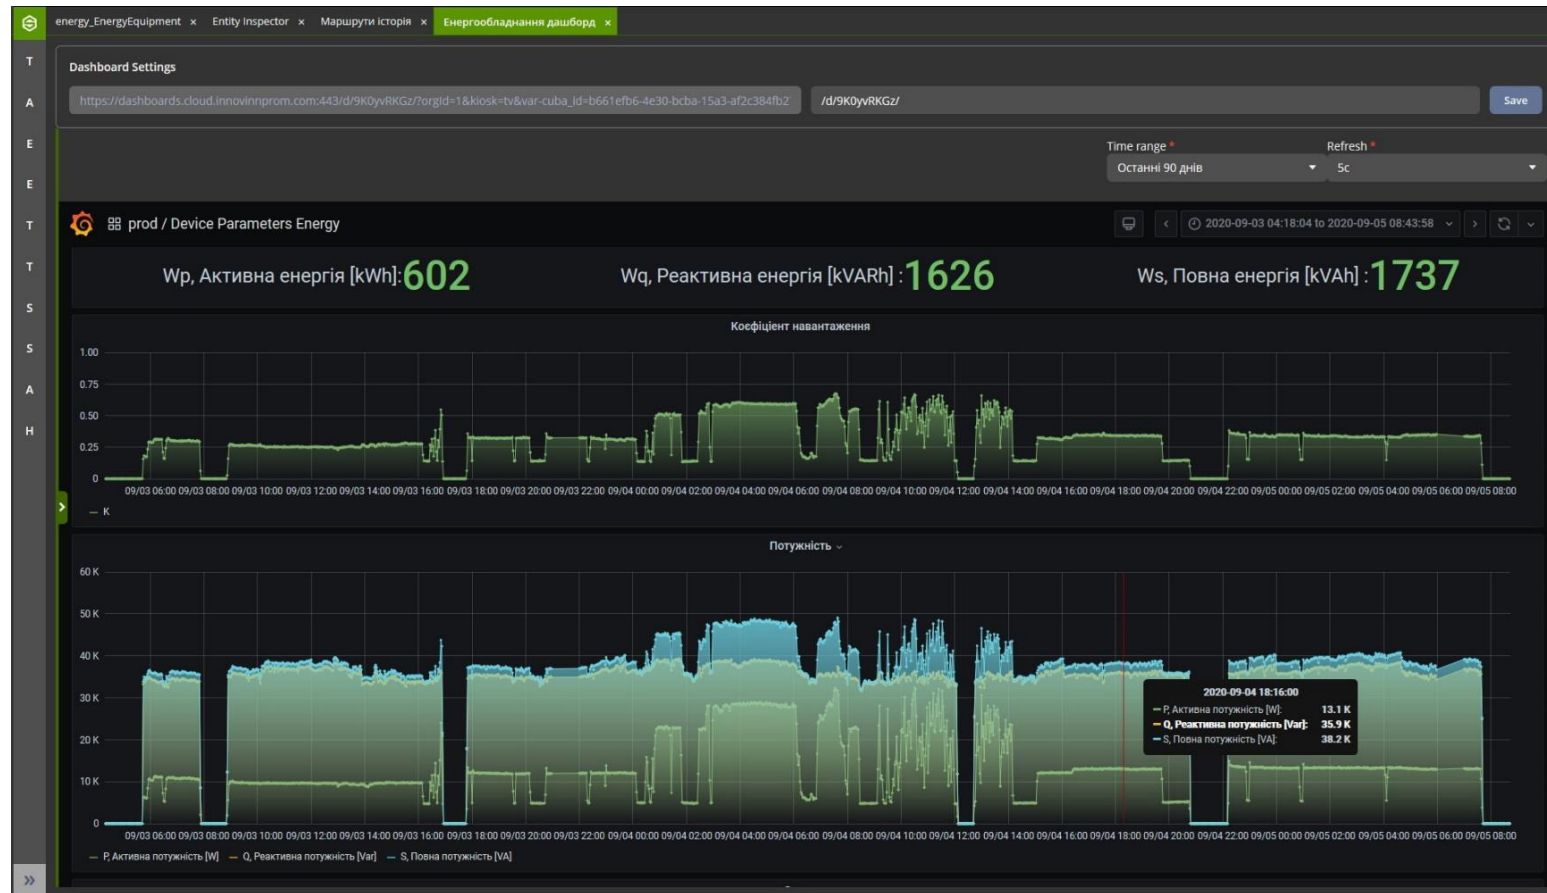 energy_EnergyEquipment × Entity Inspector × Маршрути історія × Енергообладнання дашборд ×
T
A
E
E
T
T
S
S
A
H
Dashboard Settings
https://dashboards.cloud.innovinnprom.com:443/d/9K0yvRKGz/?orgId=1&kiosk=tv&var-cuba_id=b661efb6-4e30-bcba-15a3-af2c384fb2 /d/9K0yvRKGz/ Save
Time range * Refresh *
Останні 90 днів 5с
prod / Device Parameters Energy 2020-09-03 04:18:04 to 2020-09-05 08:43:58
Wp, Активна енергія [kWh]:602 Wq, Реактивна енергія [kVARh] :1626 Ws, Повна енергія [kVAh] :1737
Коєфіцієнт навантаження
1.00
0.75
0.50
0.25
0
09/03 06:00 09/03 08:00 09/03 10:00 09/03 12:00 09/03 14:00 09/03 16:00 09/03 18:00 09/03 20:00 09/03 22:00 09/04 00:00 09/04 02:00 09/04 04:00 09/04 06:00 09/04 08:00 09/04 10:00 09/04 12:00 09/04 14:00 09/04 16:00 09/04 18:00 09/04 20:00 09/04 22:00 09/05 00:00 09/05 02:00 09/05 04:00 09/05 06:00 09/05 08:00
K
Потужність
60 K
50 K
40 K
30 K
20 K
10 K
0
2020-09-04 18:16:00
P, Активна потужність [W]: 13.1 K
Q, Реактивна потужність [Var]: 35.9 K
S, Повна потужність [VA]: 38.2 K
09/03 06:00 09/03 08:00 09/03 10:00 09/03 12:00 09/03 14:00 09/03 16:00 09/03 18:00 09/03 20:00 09/03 22:00 09/04 00:00 09/04 02:00 09/04 04:00 09/04 06:00 09/04 08:00 09/04 10:00 09/04 12:00 09/04 14:00 09/04 16:00 09/04 18:00 09/04 20:00 09/04 22:00 09/05 00:00 09/05 02:00 09/05 04:00 09/05 06:00 09/05 08:00
P, Активна потужність [W] Q, Реактивна потужність [Var] S, Повна потужність [VA]